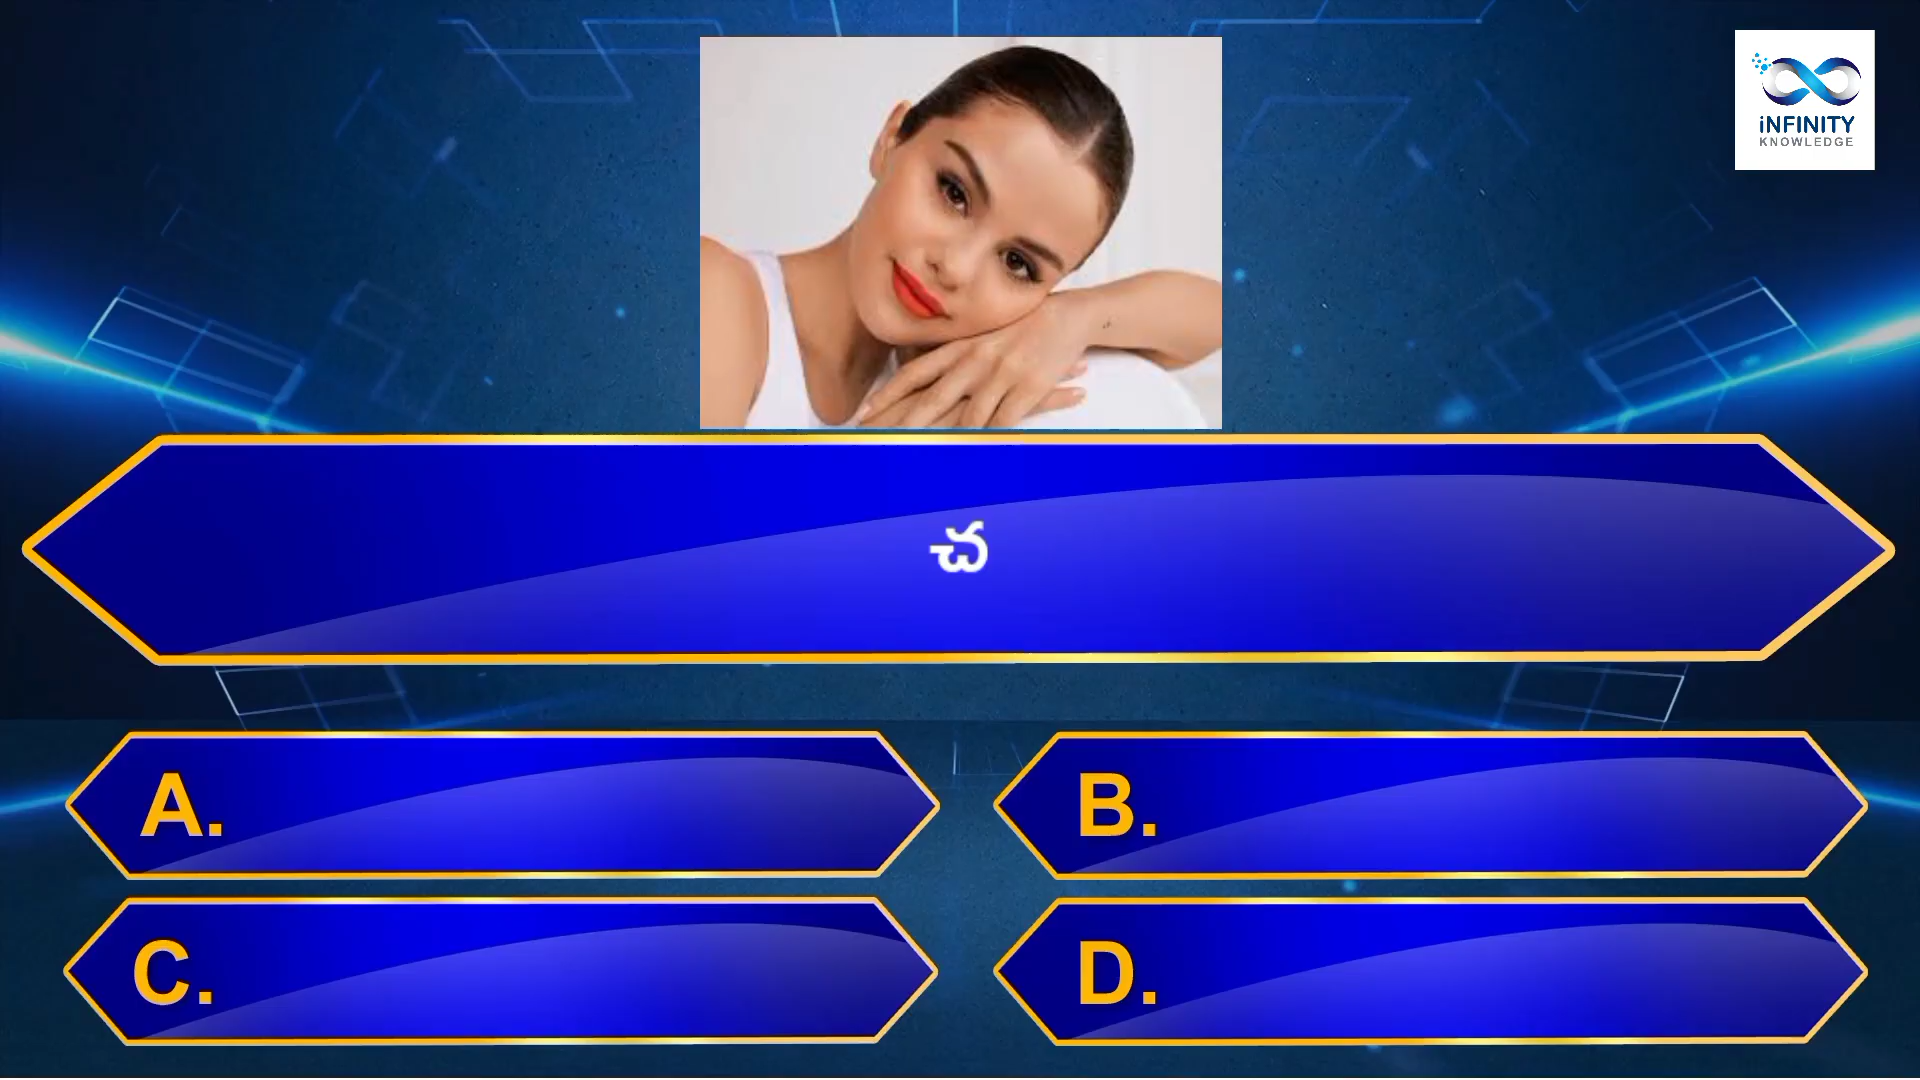 iNFINITY
KNOWLEDGE
చ
A.
B.
C.
D.